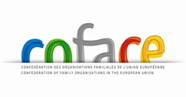 coface
CONFÉDÉRATION DES ORGANISATIONS FAMILIALES DE L'UNION EUROPÉENNE
CONFEDERATION OF FAMILY ORGANISATIONS IN THE EUROPEAN UNION